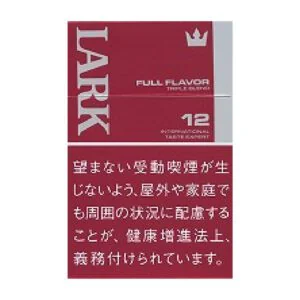 LARK
FULL FLAVOR
TRIPLE BLEND
12
INTERNATIONAL
TASTE EXPERT
望まない受動喫煙が生
じないよう、屋外や家庭で
も周囲の状況に配慮する
ことが、健康増進法上、
義務付けられています。